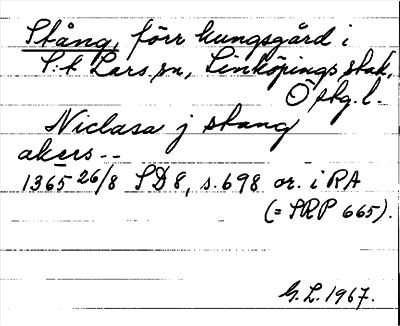 Stång, förr kungsgård i
S:t Lars sn, Linköpings stad,
Östg. l.
Niclasa j stang
akers--
1365 26/8 SD 8, s. 698 or. i RA
(= SRP 665).
G. L. 1967.